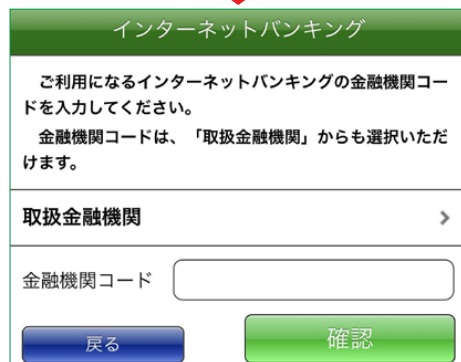 インターネットバンキング
ご利用になるインターネットバンキングの金融機関コー
ドを入力してください。
金融機関コードは、「取扱金融機関」からも選択いただ
けます。
取扱金融機関
金融機関コード
戻る 確認